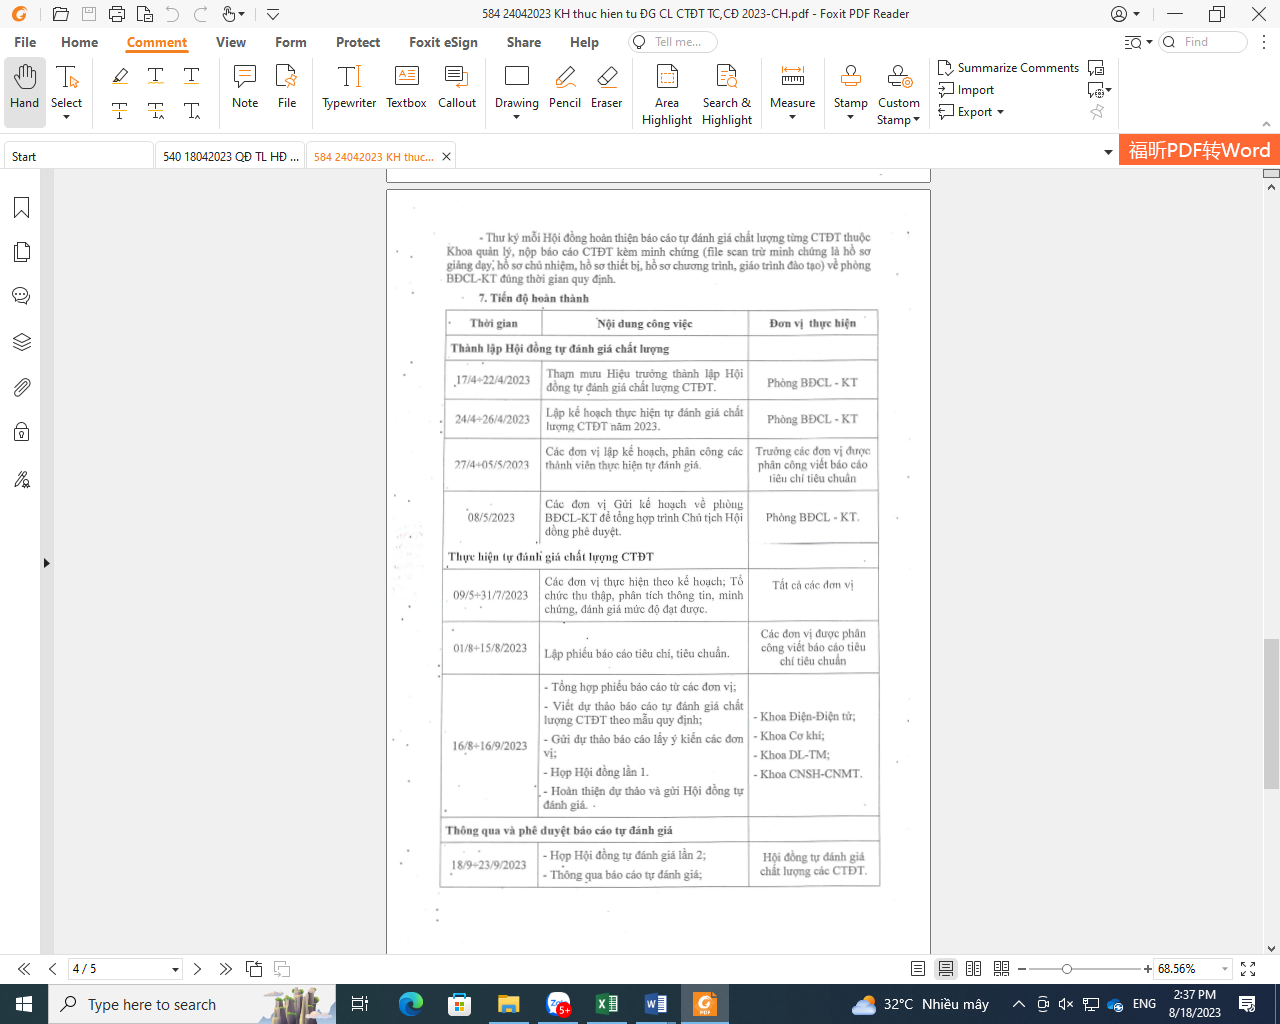 584 24042023 KH thuc hien tu ĐG CL CTĐT TC,CĐ 2023-CH.pdf - Foxit PDF Reader
File Home Comment View Form Protect Foxit eSign Share Help Tell me... Find
Hand Select Note File Typewriter Textbox Callout Drawing Pencil Eraser Area Highlight Search & Highlight Measure Stamp Custom Stamp
Summarize Comments
Import
Export
Start 540 18042023 QĐ TL HĐ ... 584 24042023 KH thuc... 福昕PDF转Word
- Thư ký mỗi Hội đồng hoàn thiện báo cáo tự đánh giá chất lượng từng CTĐT thuộc
Khoa quản lý, nộp báo cáo CTĐT kèm minh chứng (file scan trừ minh chứng là hồ sơ
giảng dạy, hồ sơ chủ nhiệm, hồ sơ thiết bị, hồ sơ chương trình, giáo trình đào tạo) về phòng
BĐCL-KT đúng thời gian quy định.
7. Tiến độ hoàn thành
Thời gian Nội dung công việc Đơn vị thực hiện
Thành lập Hội đồng tự đánh giá chất lượng
17/4÷22/4/2023
Tham mưu Hiệu trưởng thành lập Hội
đồng tự đánh giá chất lượng CTĐT.
Phòng BĐCL - KT
24/4÷26/4/2023
Lập kế hoạch thực hiện tự đánh giá chất
lượng CTĐT năm 2023.
Phòng BĐCL - KT
27/4÷05/5/2023
Các đơn vị lập kế hoạch, phân công các
thành viên thực hiện tự đánh giá.
Trưởng các đơn vị được
phân công viết báo cáo
tiêu chí tiêu chuẩn
08/5/2023
Các đơn vị Gửi kế hoạch về phòng
BĐCL-KT để tổng hợp trình Chủ tịch Hội
đồng phê duyệt.
Phòng BĐCL - KT.
Thực hiện tự đánh giá chất lượng CTĐT
09/5÷31/7/2023
Các đơn vị thực hiện theo kế hoạch; Tổ
chức thu thập, phân tích thông tin, minh
chứng, đánh giá mức độ đạt được.
Tất cả các đơn vị
01/8÷15/8/2023
Lập phiếu báo cáo tiêu chí, tiêu chuẩn.
Các đơn vị được phân
công viết báo cáo tiêu
chí tiêu chuẩn
16/8÷16/9/2023
- Tổng hợp phiếu báo cáo từ các đơn vị;
- Viết dự thảo báo cáo tự đánh giá chất
lượng CTĐT theo mẫu quy định;
- Gửi dự thảo báo cáo lấy ý kiến các đơn
vị;
- Họp Hội đồng lần 1.
- Hoàn thiện dự thảo và gửi Hội đồng tự
đánh giá.
- Khoa Điện-Điện tử;
- Khoa Cơ khí;
- Khoa DL-TM;
- Khoa CNSH-CNMT.
Thông qua và phê duyệt báo cáo tự đánh giá
18/9÷23/9/2023
- Họp Hội đồng tự đánh giá lần 2;
- Thông qua báo cáo tự đánh giá;
Hội đồng tự đánh giá
chất lượng các CTĐT.
4 / 5 68.56%
Type here to search 5+ 32°C Nhiều mây ENG 2:37 PM
8/18/2023